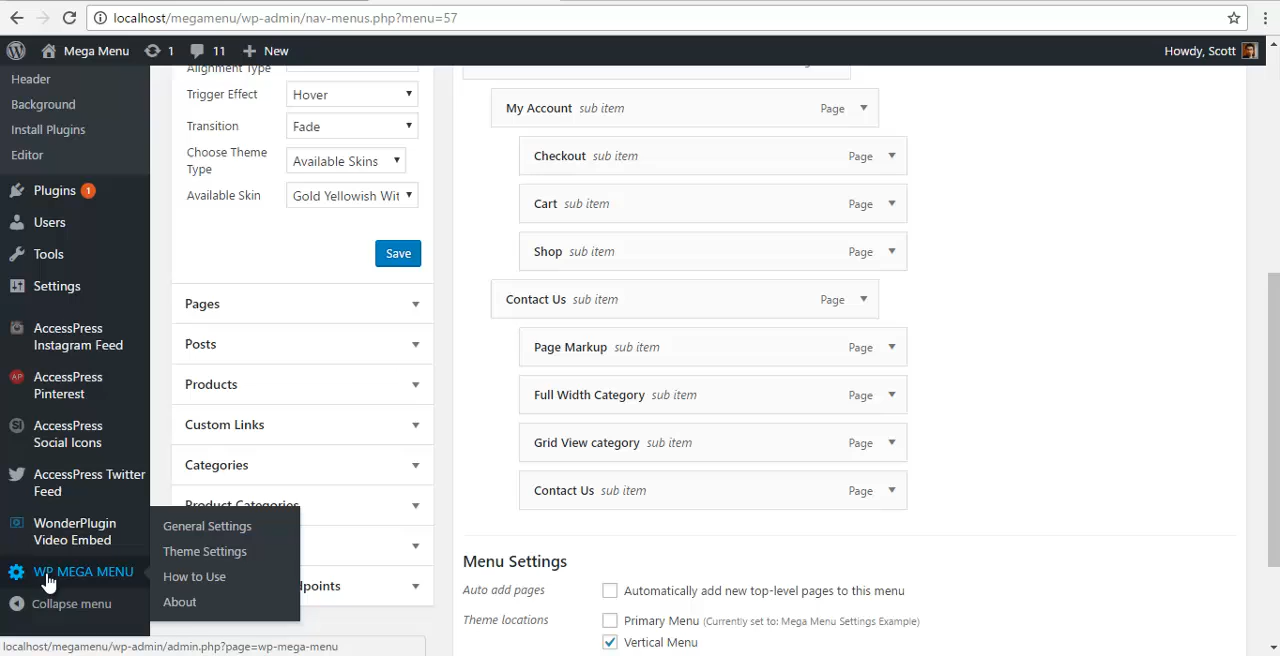 localhost/megamenu/wp-admin/nav-menus.php?menu=57
Mega Menu 1 11 New Howdy, Scott
Header
Background
Install Plugins
Editor
Plugins 1
Users
Tools
Settings
AccessPress
Instagram Feed
AccessPress
Pinterest
AccessPress
Social Icons
AccessPress Twitter
Feed
WonderPlugin
Video Embed
WP MEGA MENU
Collapse menu
General Settings
Theme Settings
How to Use
About
localhost/megamenu/wp-admin/admin.php?page=wp-mega-menu
Alignment Type
Trigger Effect Hover
Transition Fade
Choose Theme
Type Available Skins
Available Skin Gold Yellowish Wit
Save
Pages
Posts
Products
Custom Links
Categories
Product Categories
My Account sub item Page
Checkout sub item Page
Cart sub item Page
Shop sub item Page
Contact Us sub item Page
Page Markup sub item Page
Full Width Category sub item Page
Grid View category sub item Page
Contact Us sub item Page
Menu Settings
Auto add pages Automatically add new top-level pages to this menu
Theme locations Primary Menu (Currently set to: Mega Menu Settings Example)
Vertical Menu